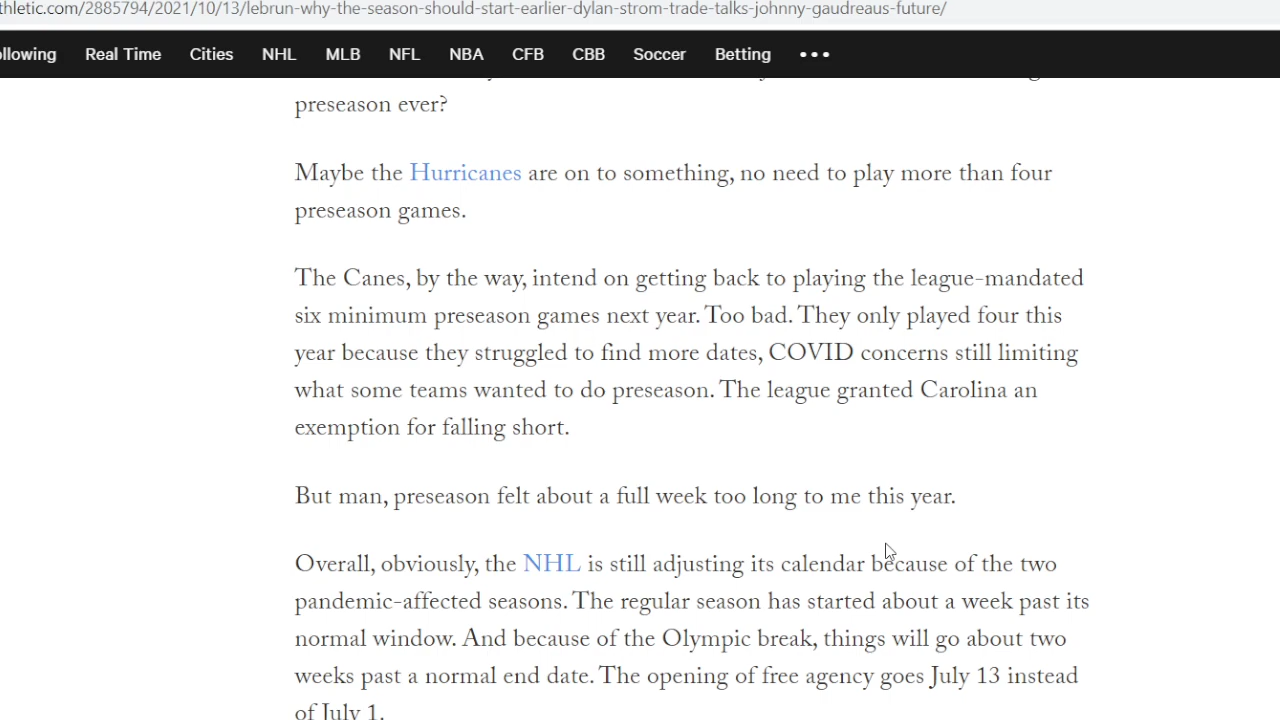 thletic.com/2885794/2021/10/13/lebrun-why-the-season-should-start-earlier-dylan-strom-trade-talks-johnny-gaudreaus-future/
ollowing Real Time Cities NHL MLB NFL NBA CFB CBB Soccer Betting •••
preseason ever?
Maybe the Hurricanes are on to something, no need to play more than four
preseason games.
The Canes, by the way, intend on getting back to playing the league-mandated
six minimum preseason games next year. Too bad. They only played four this
year because they struggled to find more dates, COVID concerns still limiting
what some teams wanted to do preseason. The league granted Carolina an
exemption for falling short.
But man, preseason felt about a full week too long to me this year.
Overall, obviously, the NHL is still adjusting its calendar because of the two
pandemic-affected seasons. The regular season has started about a week past its
normal window. And because of the Olympic break, things will go about two
weeks past a normal end date. The opening of free agency goes July 13 instead
of July 1.